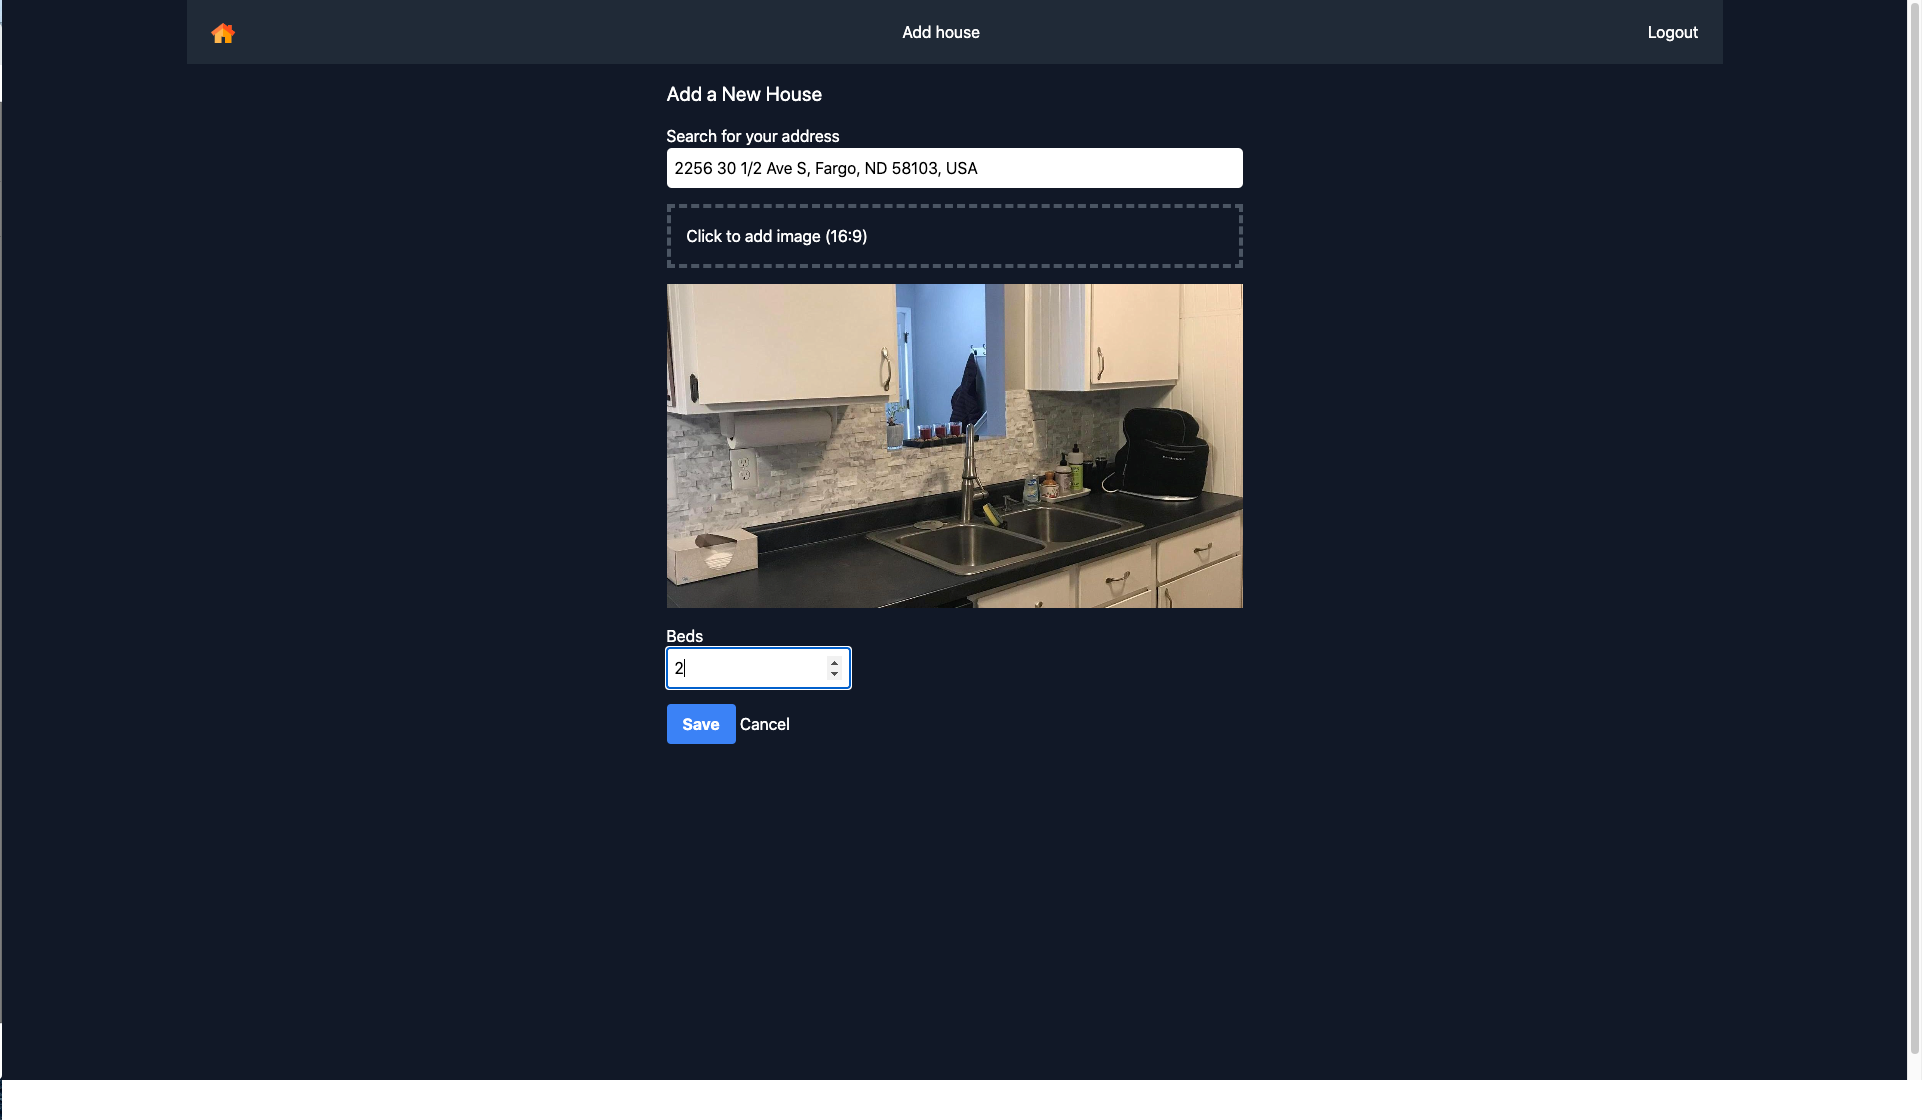 Add house
Logout
Add a New House
Search for your address
2256 30 1/2 Ave S, Fargo, ND 58103, USA
Click to add image (16:9)
Beds
2
Save
Cancel